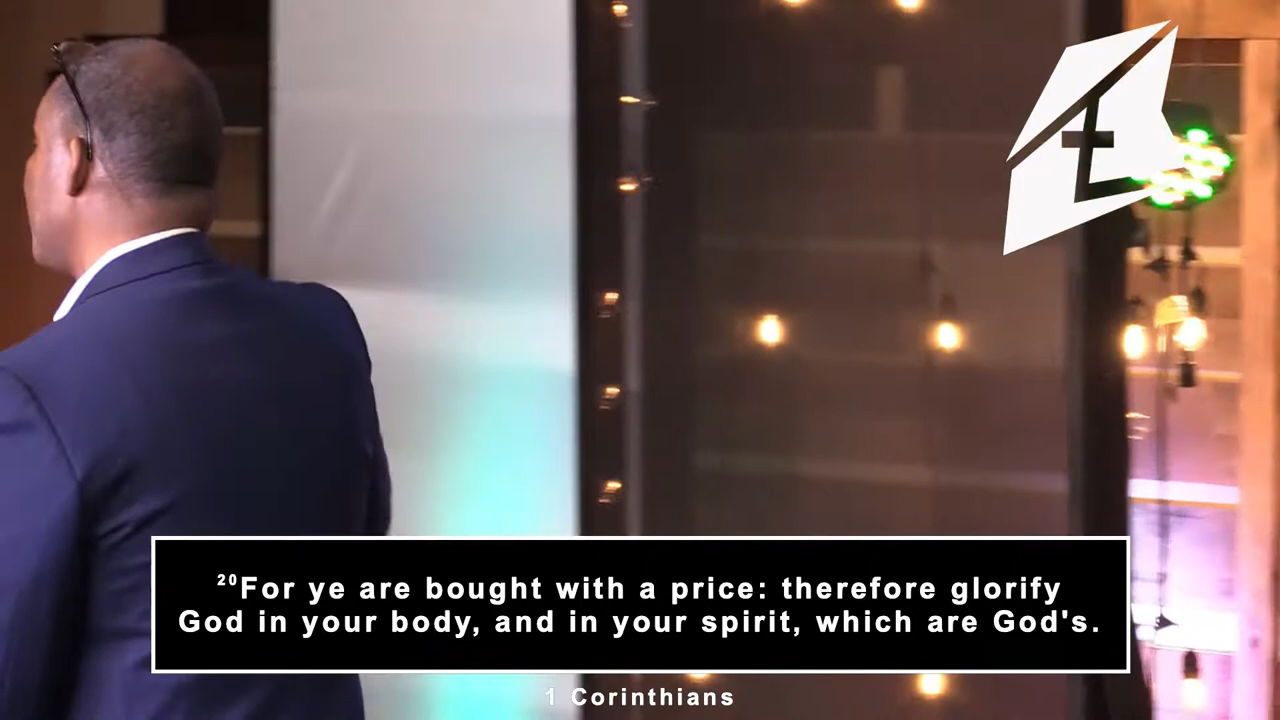 ²⁰For ye are bought with a price: therefore glorify
God in your body, and in your spirit, which are God's.
1 Corinthians